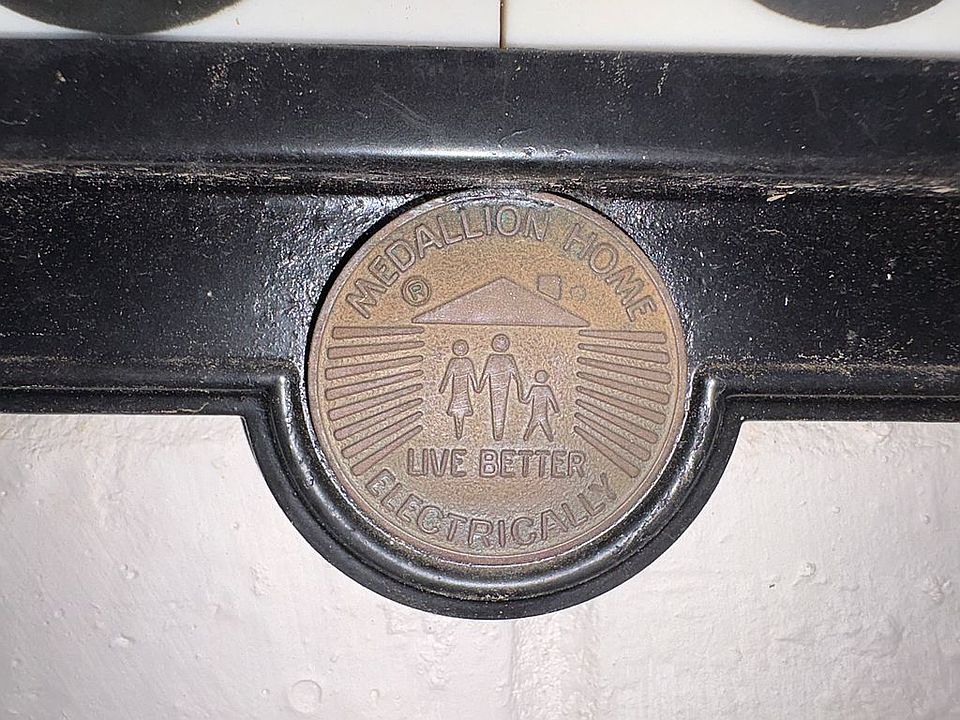 MEDALLION HOME
®
LIVE BETTER
ELECTRICALLY